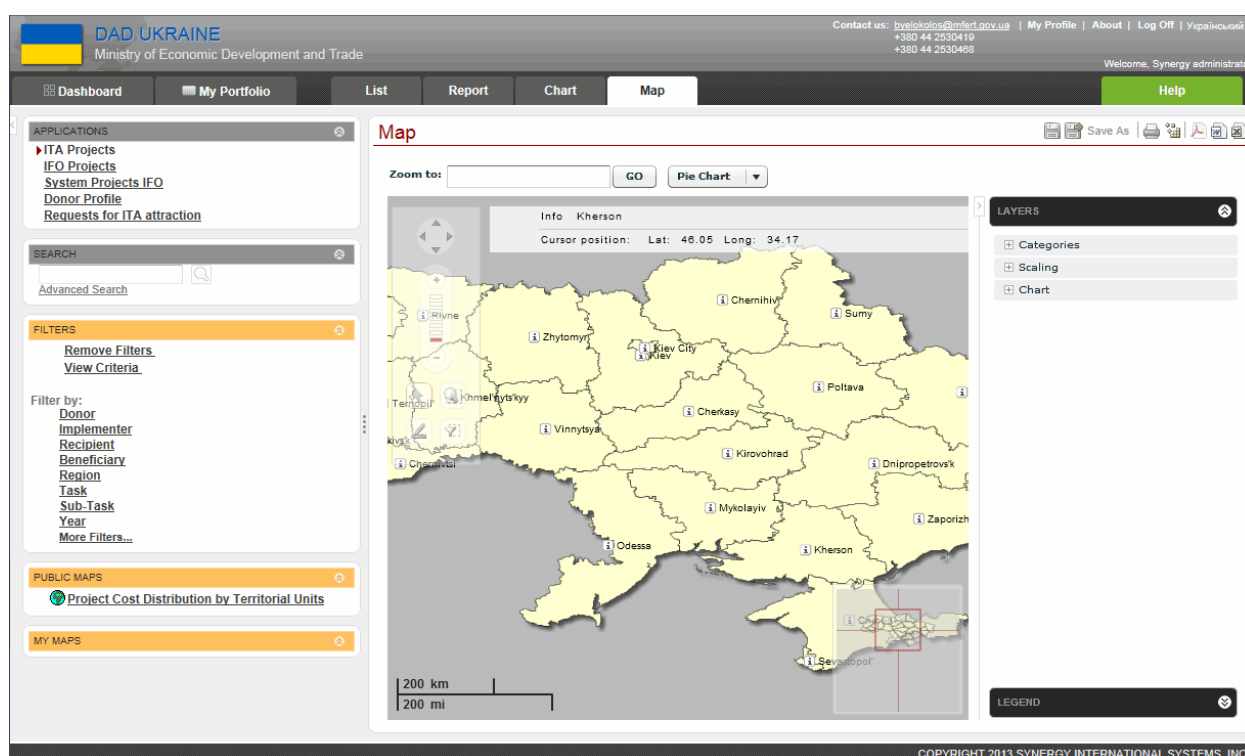 DAD UKRAINE
Ministry of Economic Development and Trade
Contact us: byelokolos@mfert.gov.ua | My Profile | About | Log Off | Український
+380 44 2530419
+380 44 2530468
Welcome, Synergy administrat
Dashboard My Portfolio List Report Chart Map Help
APPLICATIONS
ITA Projects
IFO Projects
System Projects IFO
Donor Profile
Requests for ITA attraction
SEARCH
Advanced Search
FILTERS
Remove Filters
View Criteria
Filter by:
Donor
Implementer
Recipient
Beneficiary
Region
Task
Sub-Task
Year
More Filters...
PUBLIC MAPS
Project Cost Distribution by Territorial Units
MY MAPS
Map
Save As
Zoom to: GO Pie Chart
Info Kherson
Cursor position: Lat: 46.05 Long: 34.17
Chernihiv
Rivne
Sumy
Zhytomyr
Kiev City
Kiev
Poltava
Ternopil'
Khmel'nyts'kyy
Cherkasy
Vinnytsya
kivs'k
Kirovohrad
Chernivtsi
Dnipropetrovs'k
Mykolayiv
Zaporizh
Odessa
Kherson
Sevastopol'
200 km
200 mi
LAYERS
Categories
Scaling
Chart
LEGEND
COPYRIGHT 2013 SYNERGY INTERNATIONAL SYSTEMS, INC